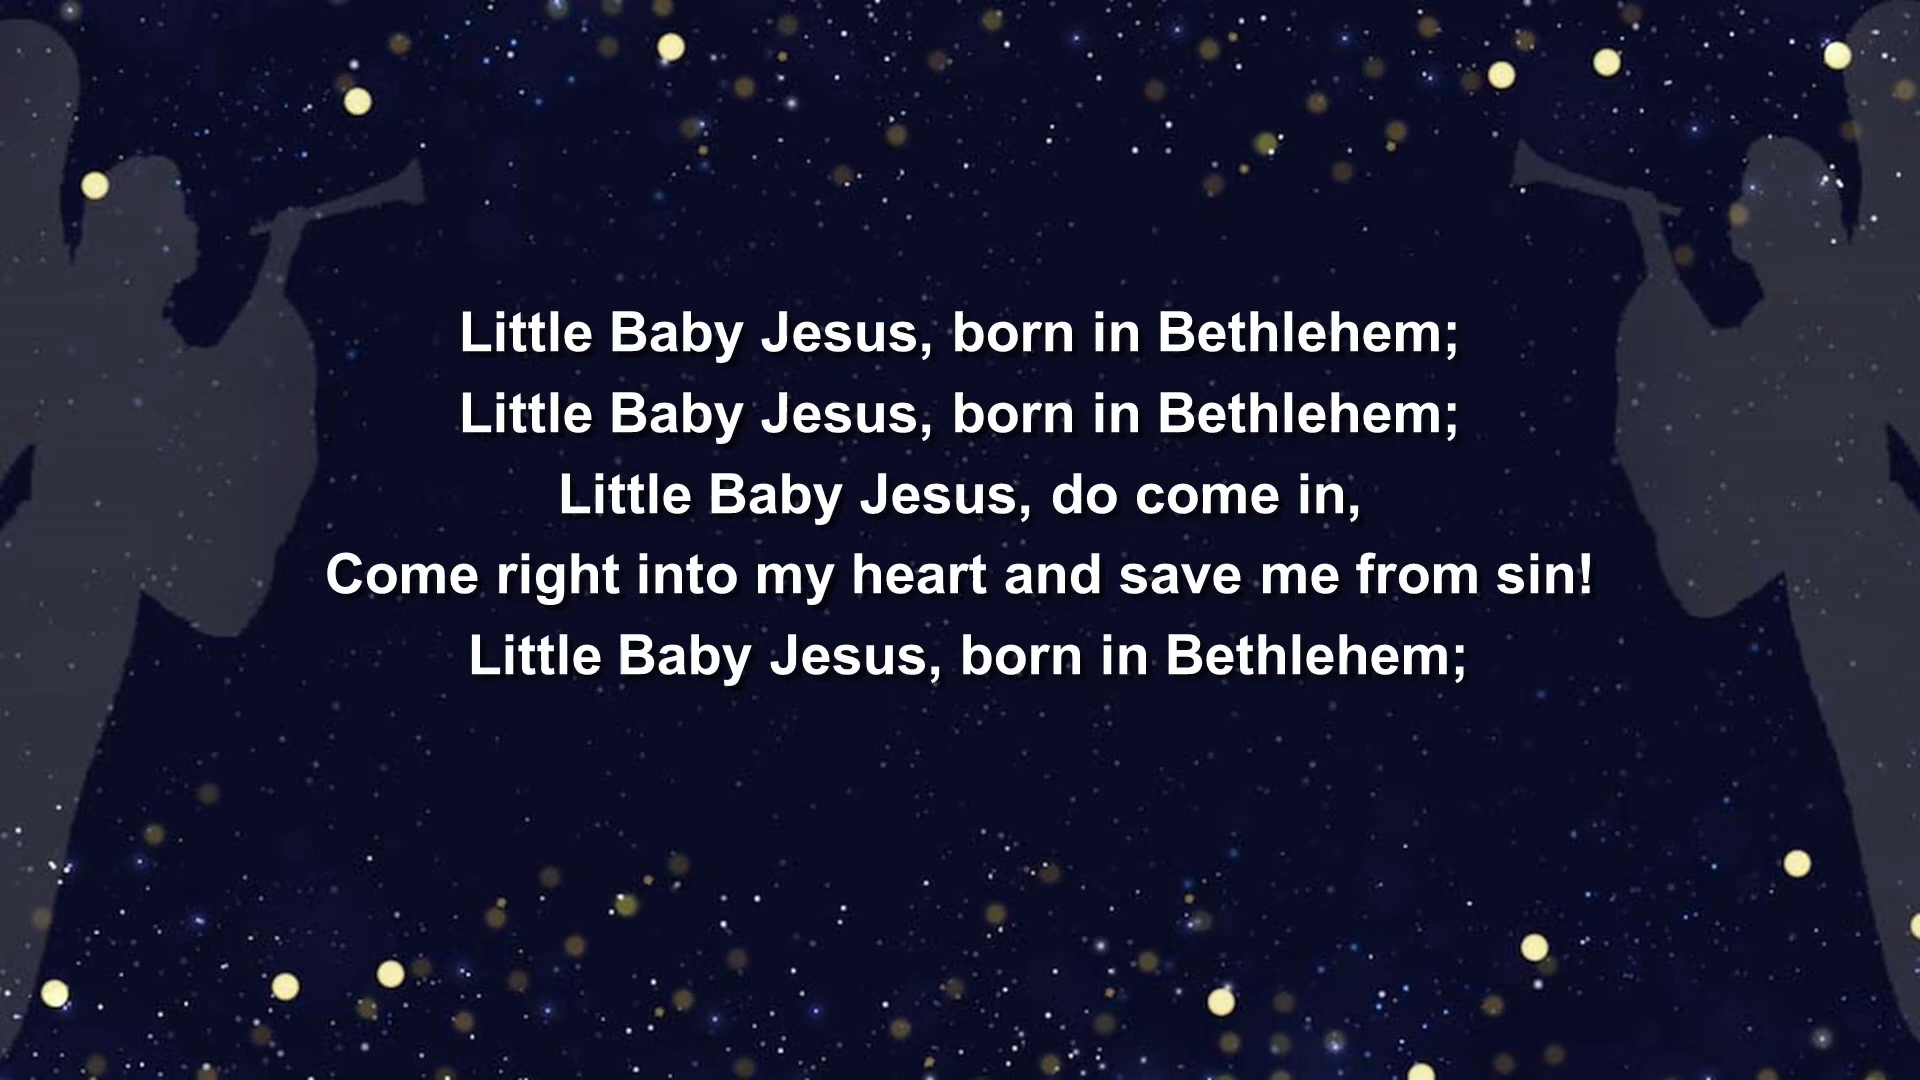 Little Baby Jesus, born in Bethlehem;
Little Baby Jesus, born in Bethlehem;
Little Baby Jesus, do come in,
Come right into my heart and save me from sin!
Little Baby Jesus, born in Bethlehem;